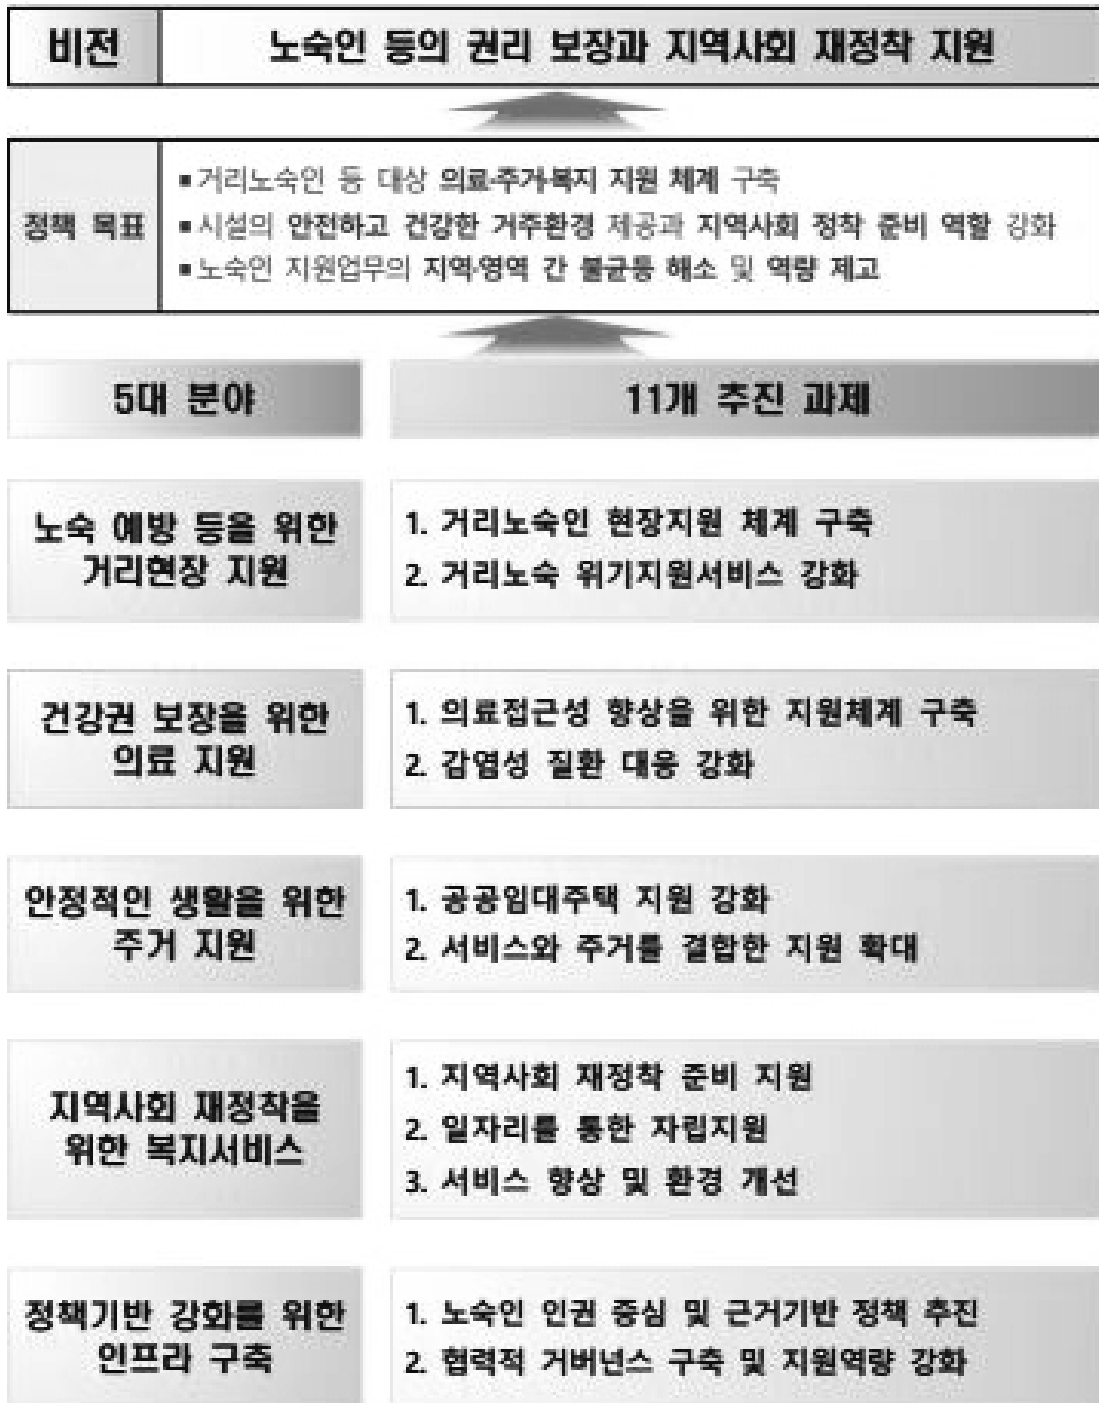 비전
노숙인 등의 권리 보장과 지역사회 재정착 지원
정책 목표
▪거리노숙인 등 대상 의료·주거·복지 지원 체계 구축
▪시설의 안전하고 건강한 거주환경 제공과 지역사회 정착 준비 역할 강화
▪노숙인 지원업무의 지역·영역 간 불균등 해소 및 역량 제고
5대 분야
11개 추진 과제
노숙 예방 등을 위한
거리현장 지원
1. 거리노숙인 현장지원 체계 구축
2. 거리노숙 위기지원서비스 강화
건강권 보장을 위한
의료 지원
1. 의료접근성 향상을 위한 지원체계 구축
2. 감염성 질환 대응 강화
안정적인 생활을 위한
주거 지원
1. 공공임대주택 지원 강화
2. 서비스와 주거를 결합한 지원 확대
지역사회 재정착을
위한 복지서비스
1. 지역사회 재정착 준비 지원
2. 일자리를 통한 자립지원
3. 서비스 향상 및 환경 개선
정책기반 강화를 위한
인프라 구축
1. 노숙인 인권 중심 및 근거기반 정책 추진
2. 협력적 거버넌스 구축 및 지원역량 강화